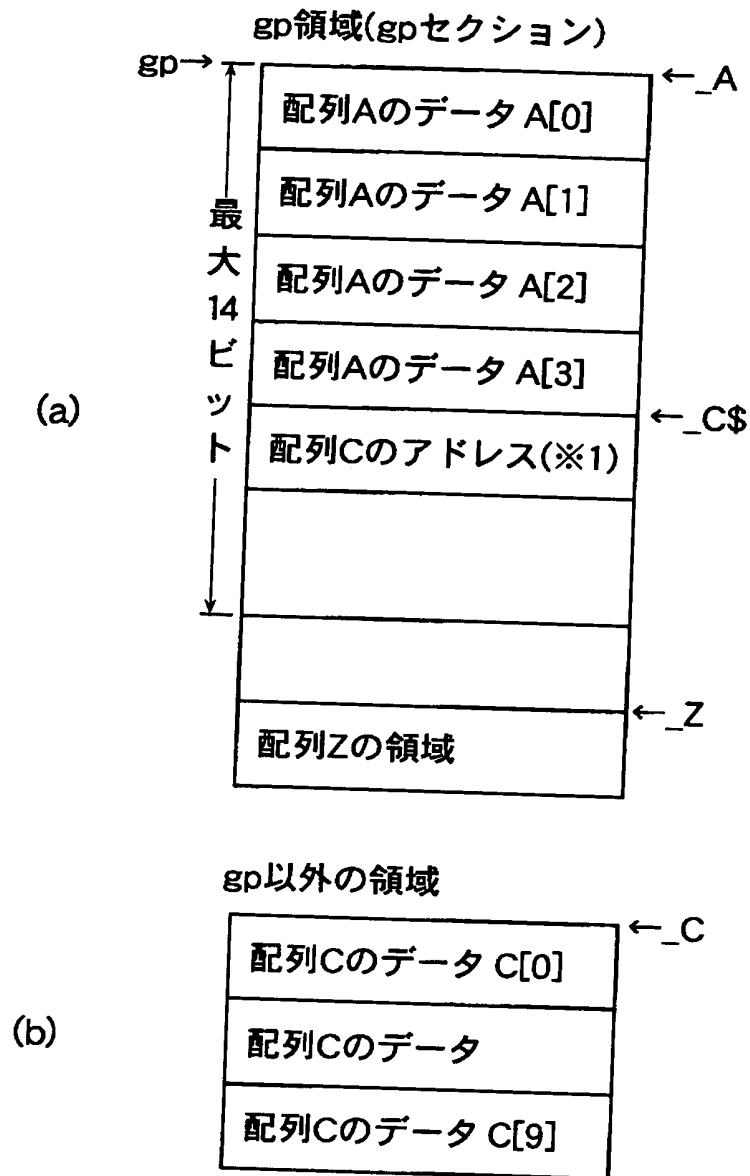 gp領域(gpセクション)
gp→
←_A
配列Aのデータ A[0]
配列Aのデータ A[1]
配列Aのデータ A[2]
配列Aのデータ A[3]
最大14ビット
(a)
←_C$
配列Cのアドレス(※1)
←_Z
配列Zの領域
gp以外の領域
←_C
配列Cのデータ C[0]
(b)
配列Cのデータ
配列Cのデータ C[9]